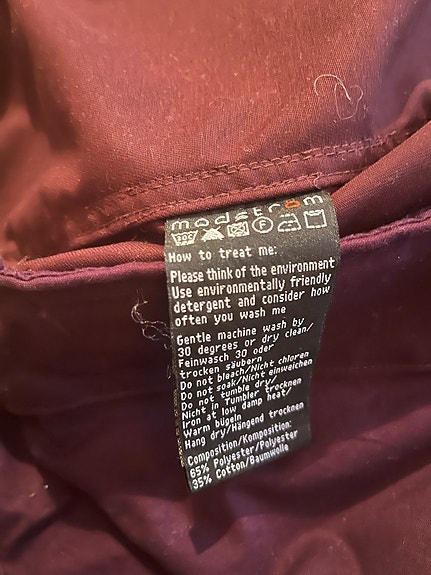 modström
30°
P
How to treat me:
Please think of the environment
Use environmentally friendly
detergent and consider how
often you wash me
Gentle machine wash by
30 degrees or dry clean/
Feinwasch 30 oder
trocken säubern
Do not bleach/Nicht chloren
Do not soak/Nicht einweichen
Do not tumble dry/
Nicht in Tumbler trocknen
Iron at low damp heat/
Warm bügeln
Hang dry/Hängend trocknen
Composition/Komposition:
65% Polyester/Polyester
35% Cotton/Baumwolle